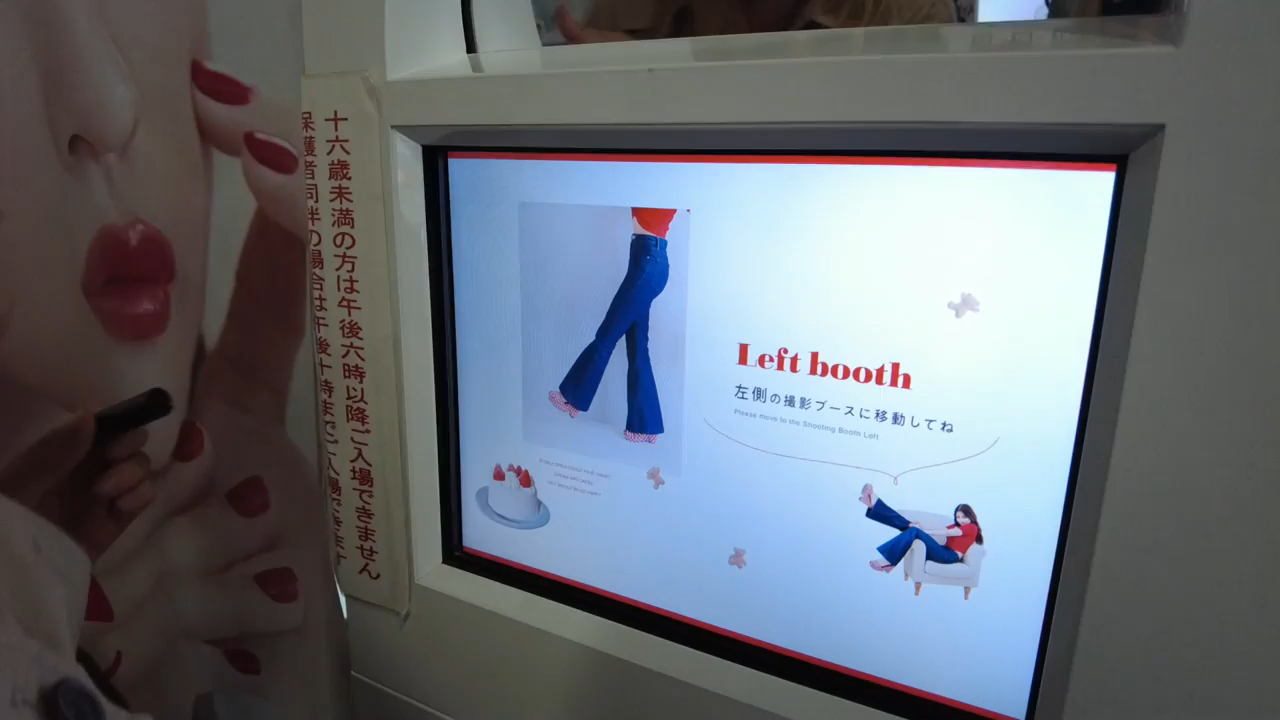 十六歳未満の方は午後六時以降ご入場できません
保護者同伴の場合は午後十時までご入場できます
Left booth
左側の撮影ブースに移動してね
Please move to the Shooting Booth Left